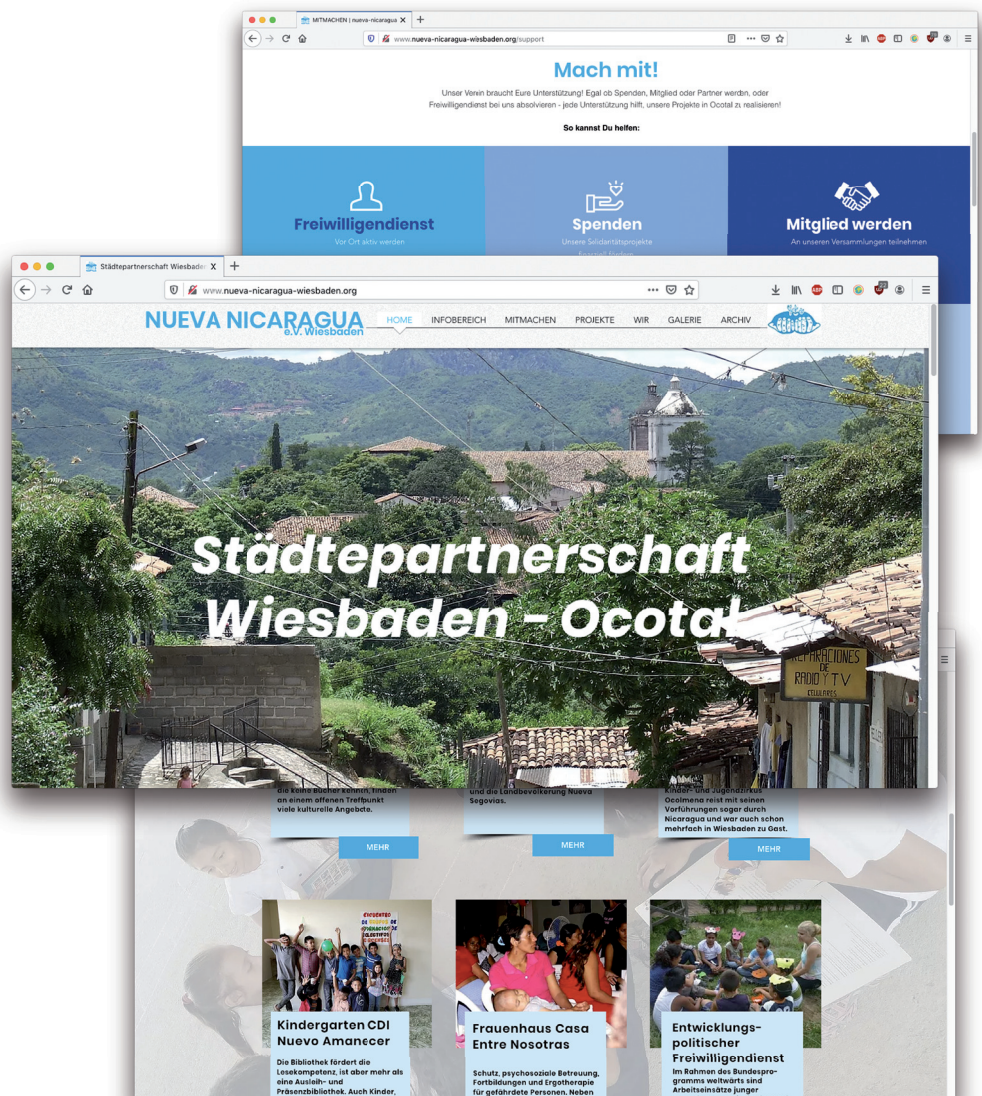 MITMACHEN | nueva-nicaragua X +
www.nueva-nicaragua-wisbaden.org/support
Mach mit!
Unser Verein braucht Eure Unterstützung! Egal ob Spenden, Mitglied oder Partner werden, oder
Freiwilligendienst bei uns absolvieren - jede Unterstützung hilft, unsere Projekte in Ocotal zu realisieren!
So kannst Du helfen:
Freiwilligendienst
Vor Ort aktiv werden
Spenden
Unsere Solidaritätsprojekte
finanziell fördern
Mitglied werden
An unseren Versammlungen teilnehmen
Städtepartnerschaft Wiesbaden X +
www.nueva-nicaragua-wiesbaden.org
NUEVA NICARAGUA
e.V. Wiesbaden
HOME INFOBEREICH MITMACHEN PROJEKTE WIR GALERIE ARCHIV
Städtepartnerschaft
Wiesbaden - Ocotal
REPARACIONES
DE
RADIO Y TV
CELULARES
die keine Bücher kennen, finden
an einem offenen Treffpunkt
viele kulturelle Angebote.
MEHR
und die Landbevölkerung Nueva
Segovias.
MEHR
Kinder- und Jugendzirkus
Ocolmena reist mit seinen
Vorführungen sogar durch
Nicaragua und war auch schon
mehrfach in Wiesbaden zu Gast.
MEHR
ENCUENTRO
Kindergarten CDI
Nuevo Amanecer
Die Bibliothek fördert die
Lesekompetenz, ist aber mehr als
eine Ausleih- und
Präsenzbibliothek. Auch Kinder,
Frauenhaus Casa
Entre Nosotras
Schutz, psychosoziale Betreuung,
Fortbildungen und Ergotherapie
für gefährdete Personen. Neben
Entwicklungs-
politischer
Freiwilligendienst
Im Rahmen des Bundespro-
gramms weltwärts sind
Arbeitseinsätze junger